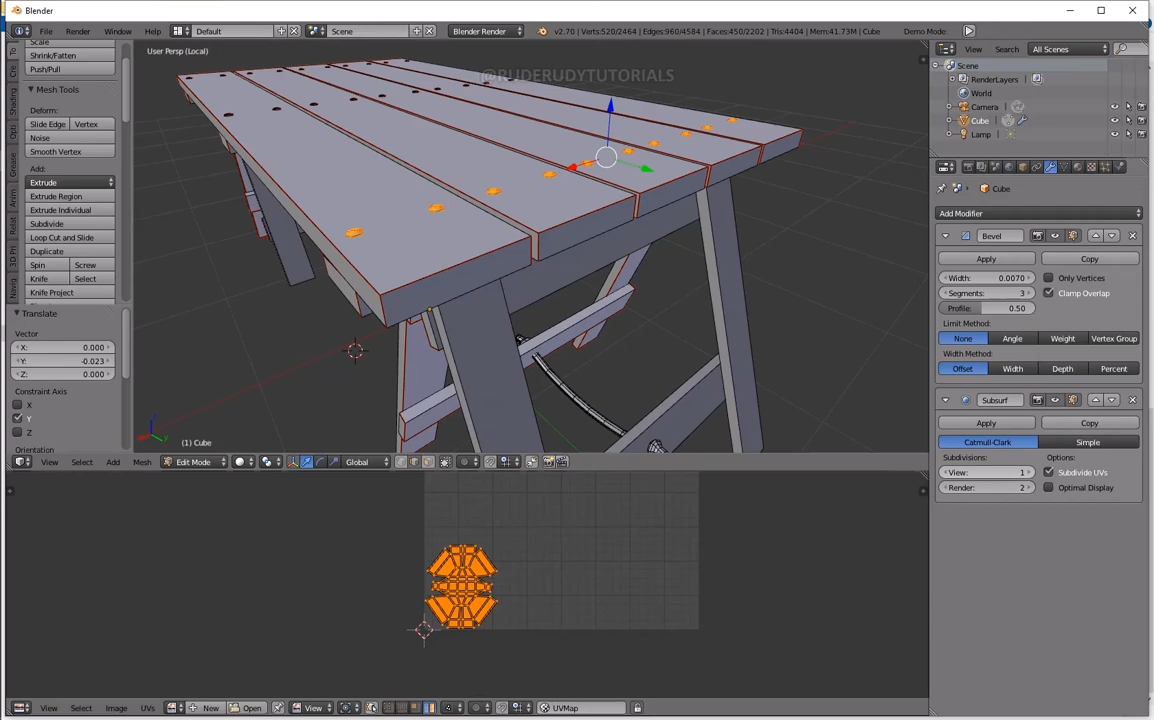 Blender
File Render Window Help Default Scene Blender Render v2.70 | Verts:520/2464 | Edges:960/4584 | Faces:450/2202 | Tris:4404 | Mem:41.73M | Cube Demo Mode:
User Persp (Local)
@RUDERUDYTUTORIALS
Scale
Shrink/Fatten
Push/Pull
Mesh Tools
Deform:
Slide Edge Vertex
Noise
Smooth Vertex
Add:
Extrude
Extrude Region
Extrude Individual
Subdivide
Loop Cut and Slide
Duplicate
Spin Screw
Knife Select
Knife Project
Translate
Vector
X: 0.000
Y: -0.023
Z: 0.000
Constraint Axis
X
Y
Z
Orientation
(1) Cube
View Select Add Mesh Edit Mode Global
View Select Image UVs New Open View UVMap
View Search All Scenes
Scene
RenderLayers
World
Camera
Cube
Lamp
Cube
Add Modifier
Bevel
Apply Copy
Width: 0.0070 Only Vertices
Segments: 3 Clamp Overlap
Profile: 0.50
Limit Method:
None Angle Weight Vertex Group
Width Method:
Offset Width Depth Percent
Subsurf
Apply Copy
Catmull-Clark Simple
Subdivisions: Options:
View: 1 Subdivide UVs
Render: 2 Optimal Display